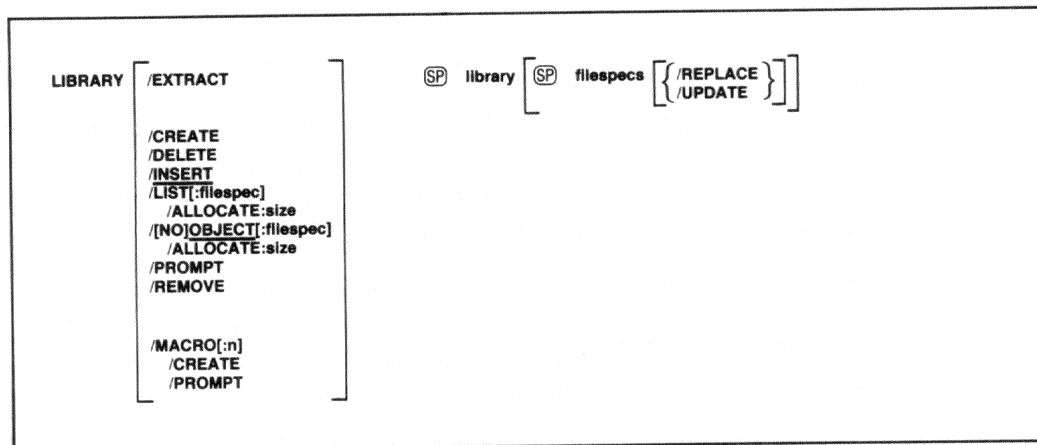 LIBRARY /EXTRACT SP library SP filespecs /REPLACE
/UPDATE
/CREATE
/DELETE
/INSERT
/LIST[:filespec]
/ALLOCATE:size
/[NO]OBJECT[:filespec]
/ALLOCATE:size
/PROMPT
/REMOVE
/MACRO[:n]
/CREATE
/PROMPT